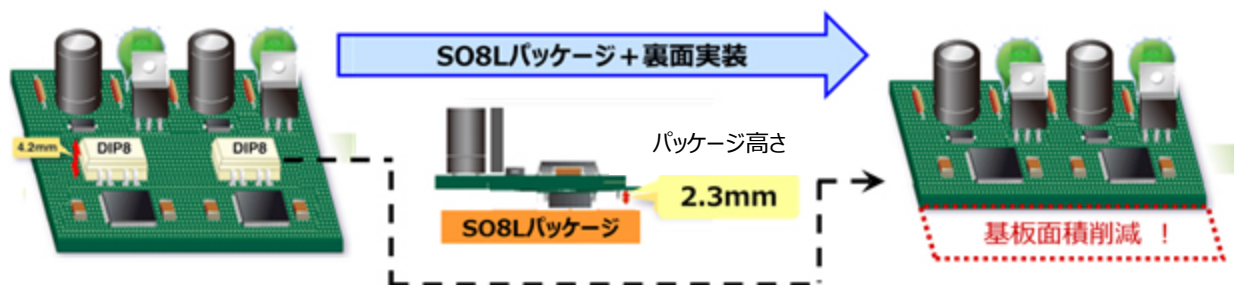 SO8Lパッケージ+裏面実装
4.2mm
DIP8
DIP8
パッケージ高さ
2.3mm
SO8Lパッケージ
基板面積削減 !